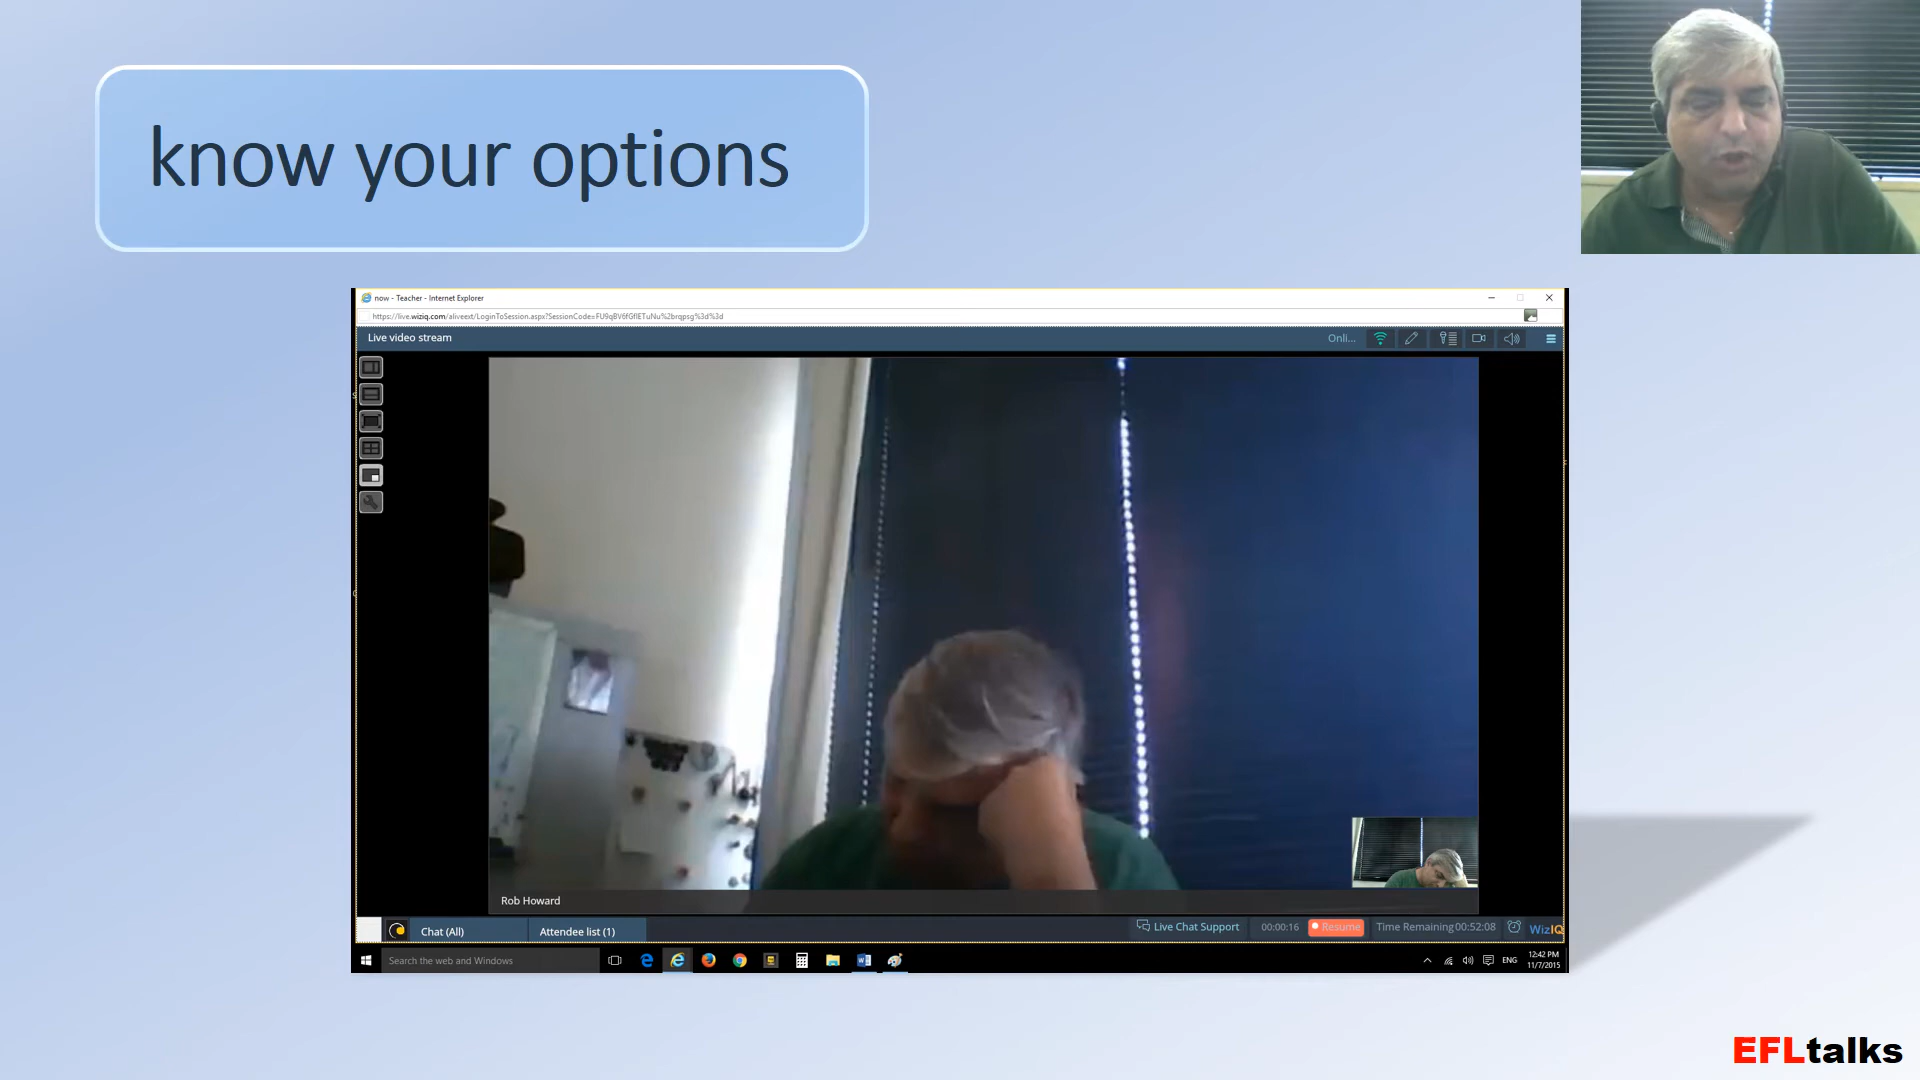 know your options
now - Teacher - Internet Explorer
Live video stream
Onli...
Rob Howard
Chat (All)
Attendee list (1)
Live Chat Support
00:00:16
Resume
Time Remaining 00:52:08
WizIQ
Search the web and Windows
ENG
12:42 PM
11/7/2015
EFLtalks